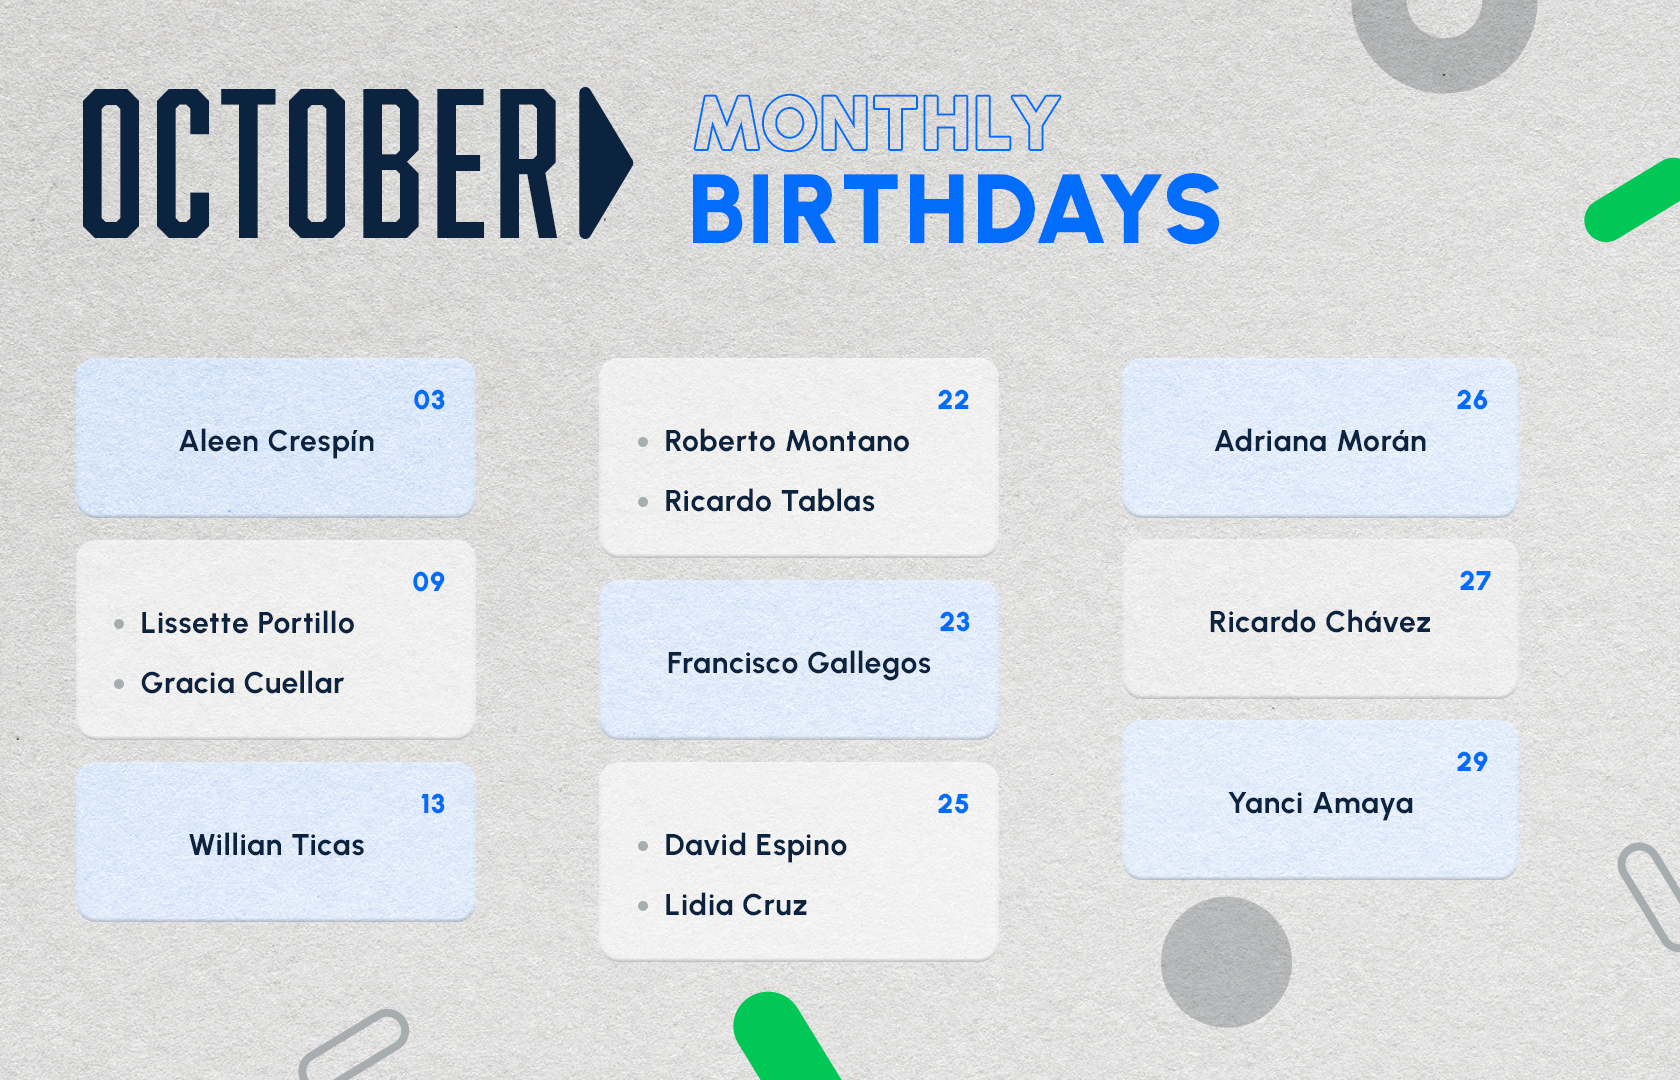 OCTOBER
MONTHLY
BIRTHDAYS
03
Aleen Crespín
09
Lissette Portillo
Gracia Cuellar
13
Willian Ticas
22
Roberto Montano
Ricardo Tablas
23
Francisco Gallegos
25
David Espino
Lidia Cruz
26
Adriana Morán
27
Ricardo Chávez
29
Yanci Amaya